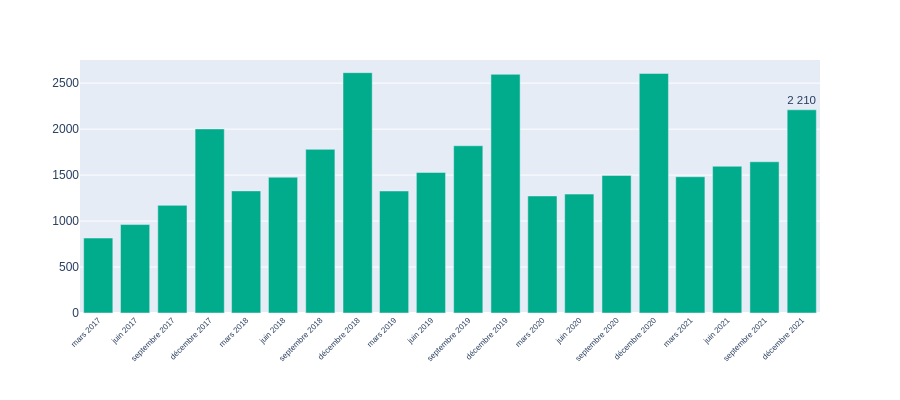 2500
2000
1500
1000
500
0
2 210
mars 2017
juin 2017
septembre 2017
décembre 2017
mars 2018
juin 2018
septembre 2018
décembre 2018
mars 2019
juin 2019
septembre 2019
décembre 2019
mars 2020
juin 2020
septembre 2020
décembre 2020
mars 2021
juin 2021
septembre 2021
décembre 2021